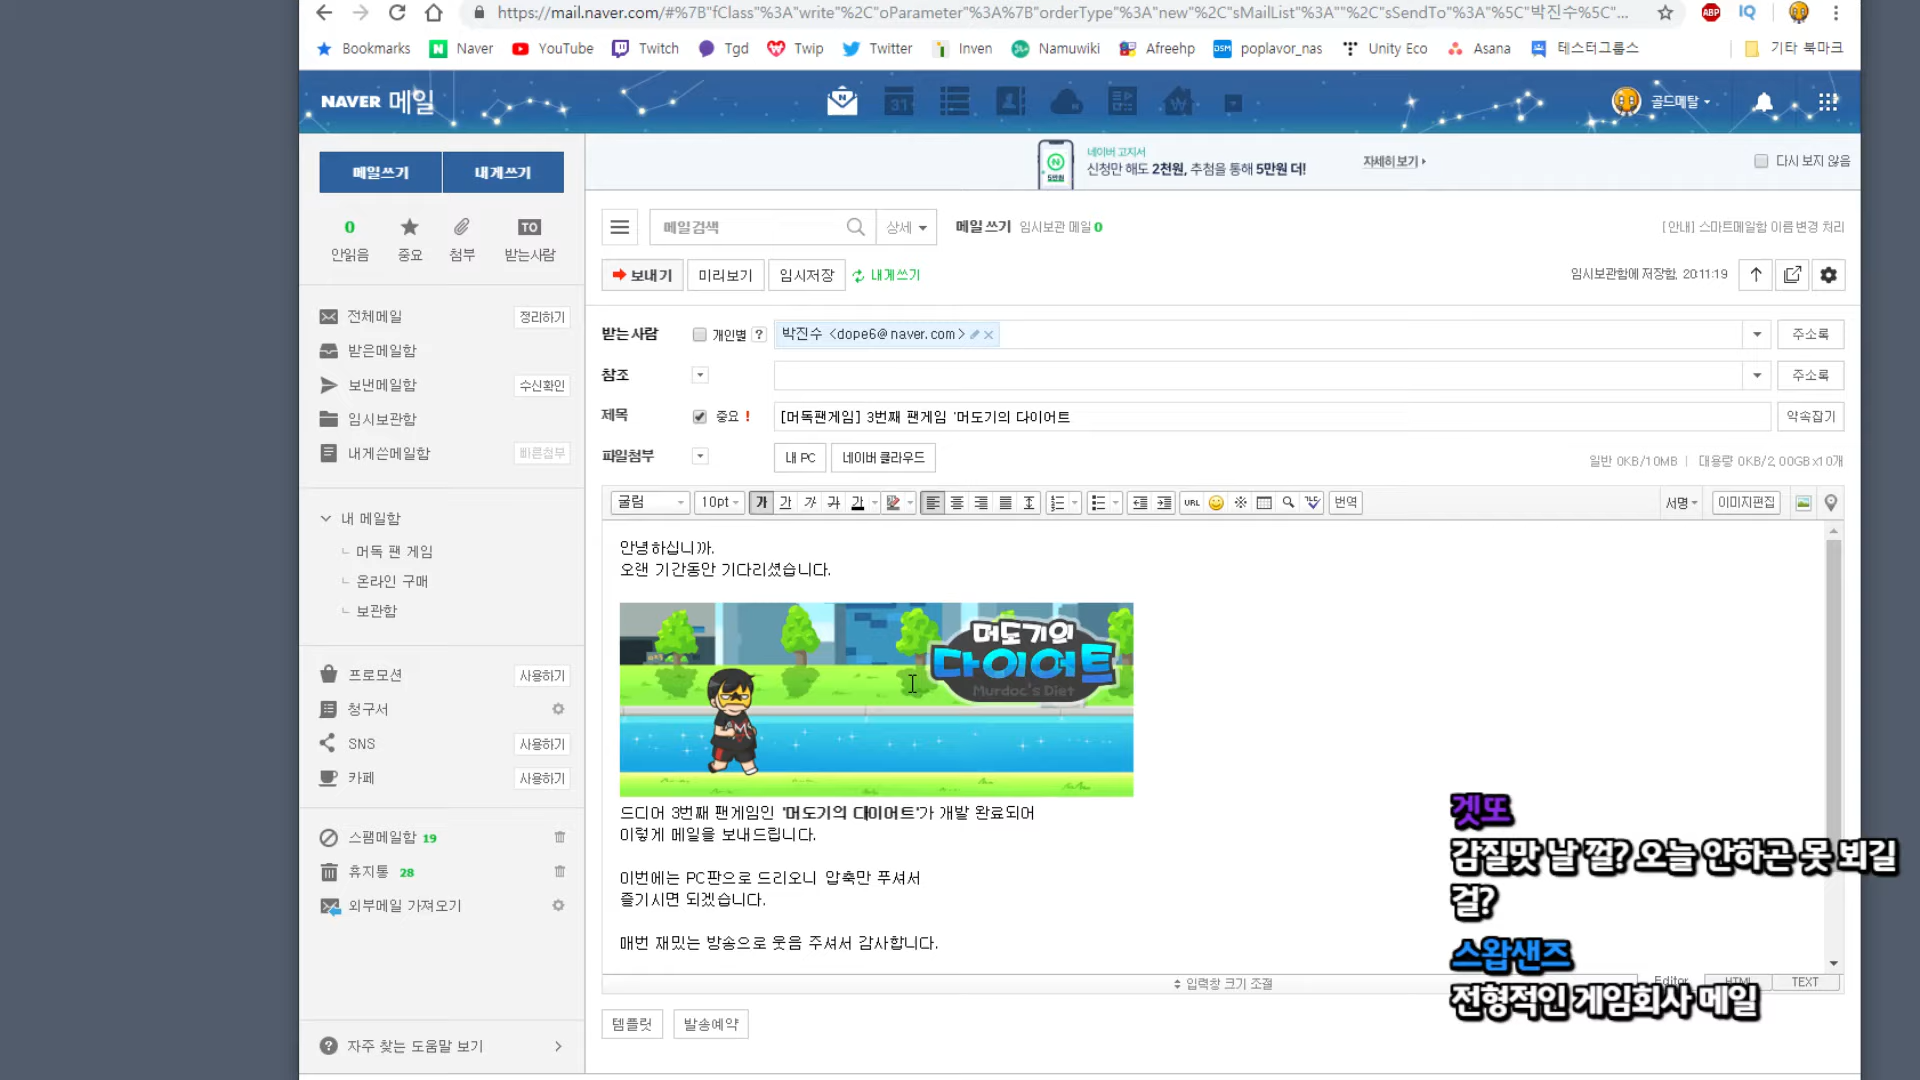 https://mail.naver.com/#%7B"fClass"%3A"write"%2C"oParameter"%3A%7B"orderType"%3A"new"%2C"sMailList"%3A""%2C"sSendTo"%3A"%5C"박진수%5C"...
ABP
IQ
Bookmarks Naver YouTube Twitch Tgd Twip Twitter Inven Namuwiki Afreehp poplavor_nas Unity Eco Asana 테스터그룹스 기타 북마크
NAVER 메일
31
골드메탈
메일쓰기 내게쓰기
네이버 고지서
신청만 해도 2천원, 추첨을 통해 5만원 더!
자세히 보기
다시 보지 않음
0 TO
안읽음 중요 첨부 받는사람
메일검색 상세 메일 쓰기 임시보관 메일 0
[안내] 스마트메일함 이름 변경 처리
보내기 미리보기 임시저장 내게쓰기
임시보관함에 저장함, 20:11:19
전체메일 정리하기
받은메일함
보낸메일함 수신확인
임시보관함
내게쓴메일함 빠른첨부
내 메일함
머독 팬 게임
온라인 구매
보관함
프로모션 사용하기
청구서
SNS 사용하기
카페 사용하기
스팸메일함 19
휴지통 28
외부메일 가져오기
자주 찾는 도움말 보기
받는사람 개인별 ? 박진수 <dope6@naver.com> 주소록
참조 주소록
제목 중요 ! [머독팬게임] 3번째 팬게임 '머도기의 다이어트 약속잡기
파일첨부 내 PC 네이버 클라우드
일반 0KB/10MB | 대용량 0KB/2,00GBx10개
굴림 10pt 가 가 가 가 가 URL 번역 서명 이미지편집
안녕하십니까.
오랜 기간동안 기다리셨습니다.
머도기의
다이어트
Murdoc's Diet
드디어 3번째 팬게임인 '머도기의 다이어트'가 개발 완료되어
이렇게 메일을 보내드립니다.
이번에는 PC판으로 드리오니 압축만 푸셔서
즐기시면 되겠습니다.
매번 재밌는 방송으로 웃음 주셔서 감사합니다.
입력창 크기 조절
Editor HTML TEXT
템플릿 발송예약
겟또
감질맛 날 껄? 오늘 안하곤 못 뵈길
걸?
스왑샌즈
전형적인 게임회사 메일